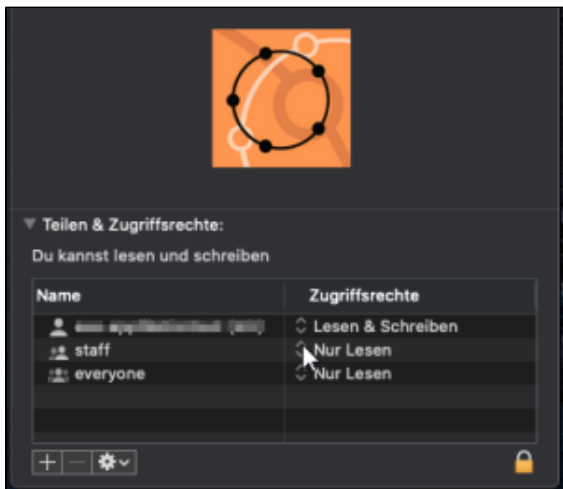 Teilen & Zugriffsrechte:
Du kannst lesen und schreiben
Name Zugriffsrechte
Lesen & Schreiben
staff Nur Lesen
everyone Nur Lesen